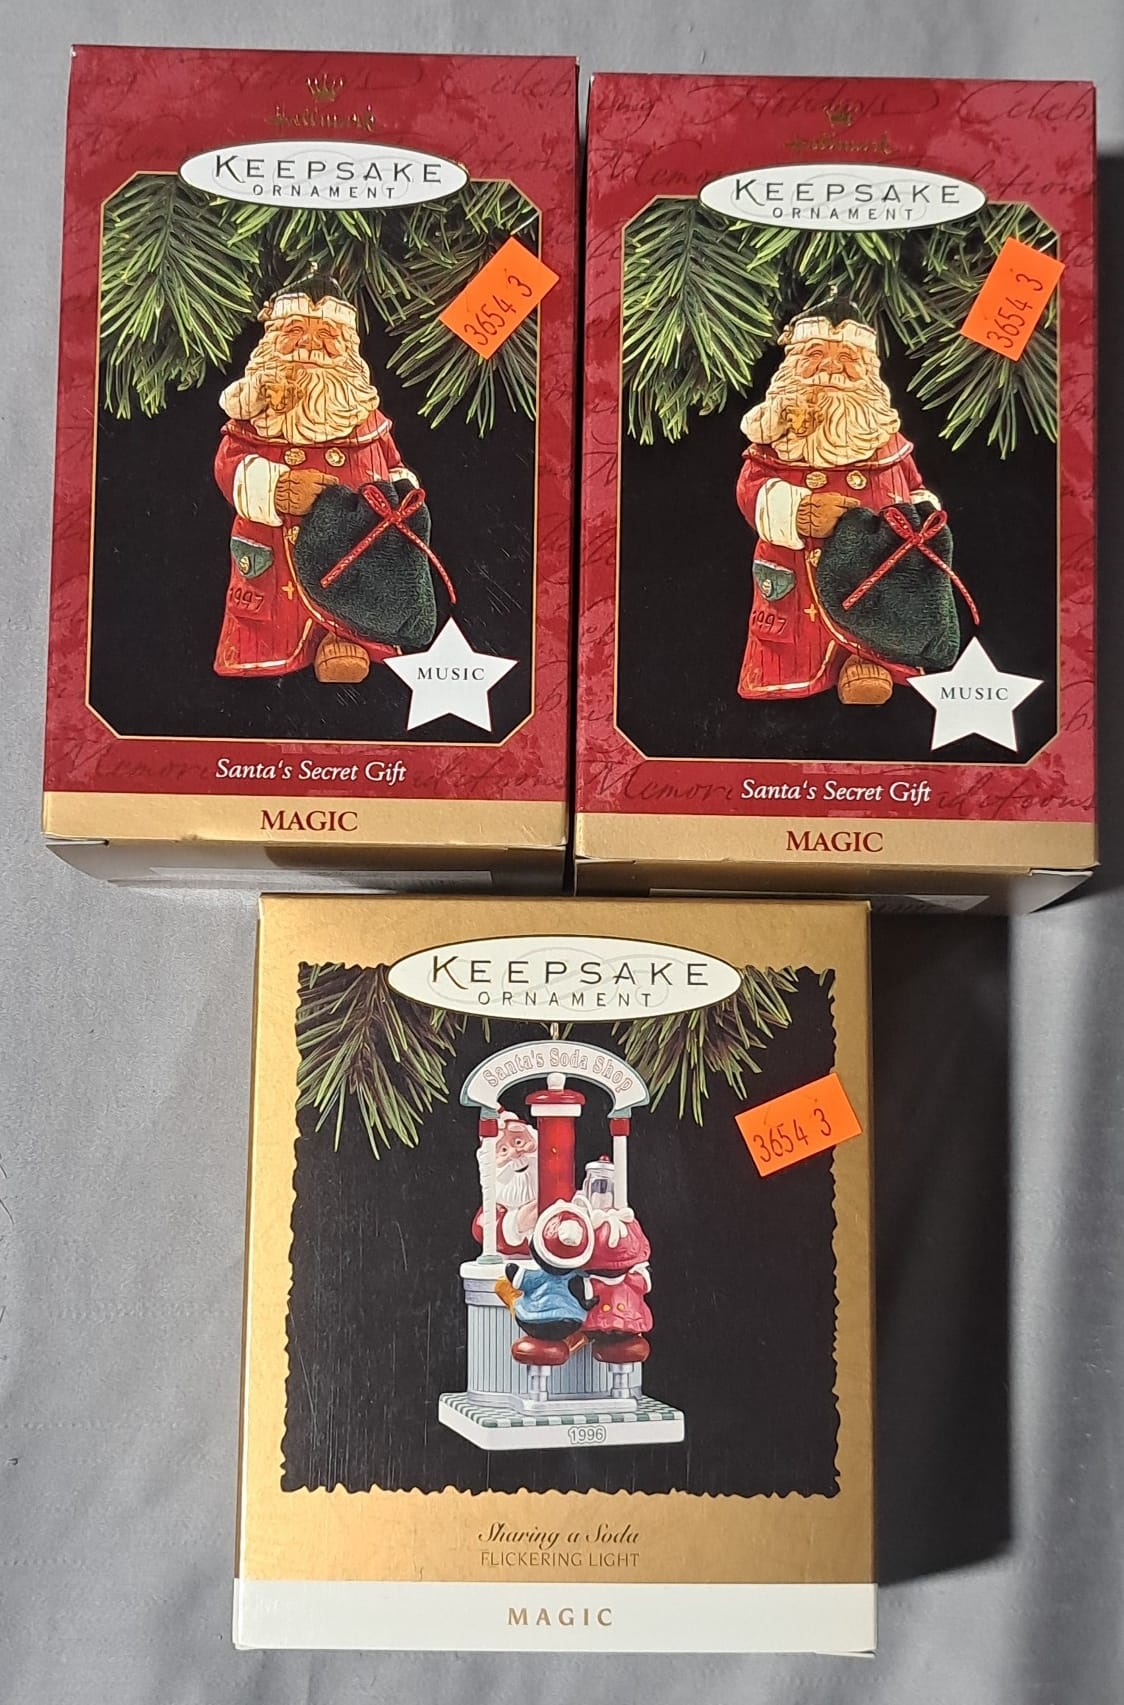 Hallmark
KEEPSAKE
ORNAMENT
3654 3
1997
MUSIC
Santa's Secret Gift
MAGIC
Hallmark
KEEPSAKE
ORNAMENT
3654 3
1997
MUSIC
Santa's Secret Gift
MAGIC
KEEPSAKE
ORNAMENT
Santa's Soda Shop
3654 3
1996
Sharing a Soda
FLICKERING LIGHT
MAGIC